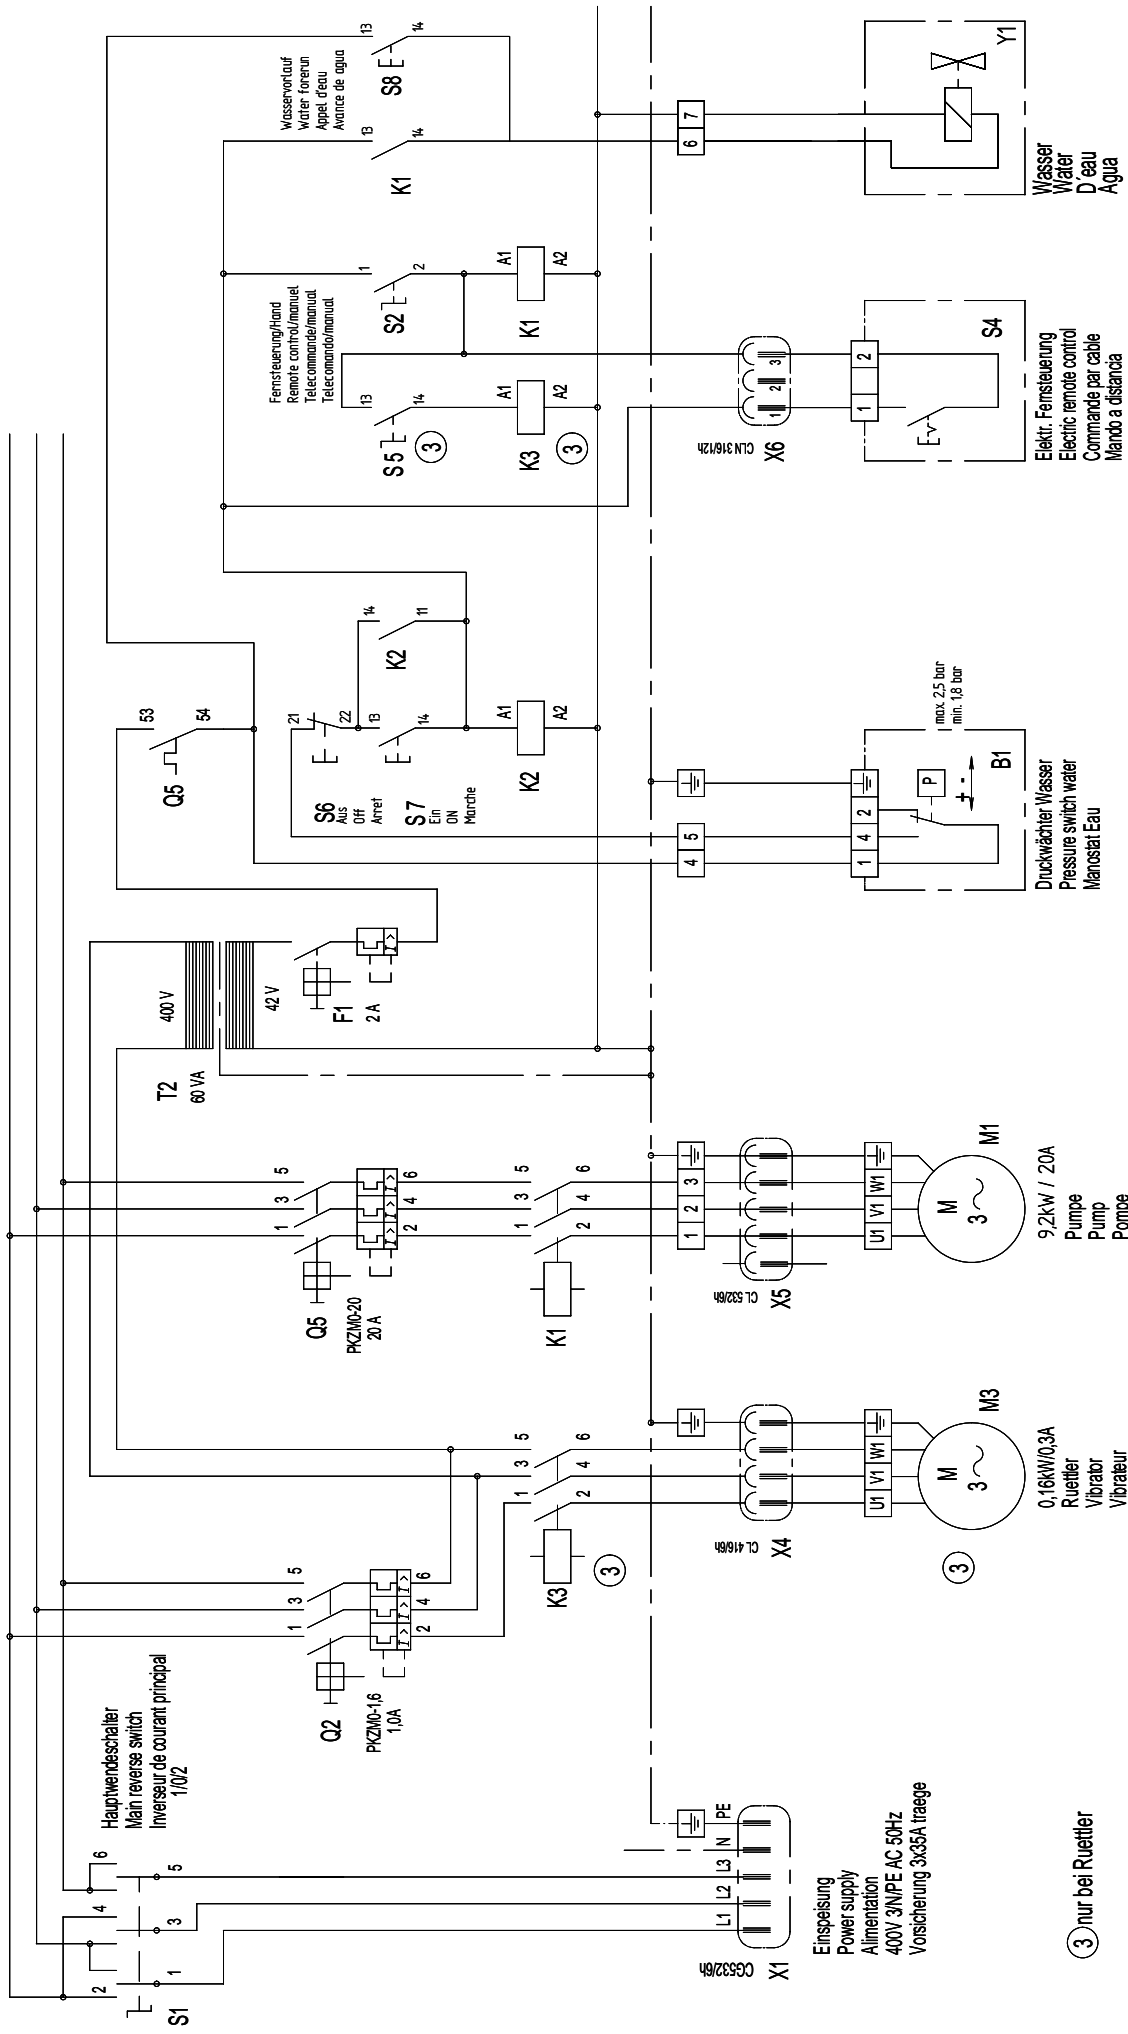 Hauptwendeschalter
Main reverse switch
Inverseur de courant principal
1/0/2
S1
2
1
4
3
6
5
L1
L2
L3
N
PE
CG532/6h
X1
Einspeisung
Power supply
Alimentation
400V 3/N/PE AC 50Hz
Vorsicherung 3x35A traege
3 nur bei Ruettler
1
3
5
Q2
PKZM0-1,6
1,0A
2
4
6
1
3
5
K3
3
2
4
6
CL 416/6h
X4
U1
V1
W1
M
3
M3
3
0,16kW/0,3A
Ruettler
Vibrator
Vibrateur
1
3
5
Q5
PKZM0-20
20 A
2
4
6
1
3
5
K1
2
4
6
1
2
3
CL 532/6h
X5
U1
V1
W1
M
3
M1
9,2kW / 20A
Pumpe
Pump
Pompe
T2
60 VA
400 V
42 V
F1
2 A
Q5
53
54
S6
Aus
Off
Arret
21
22
S7
Ein
ON
Marche
13
14
K2
14
11
K2
A1
A2
4
5
1
4
2
P
+ -
B1
max. 2,5 bar
min. 1,8 bar
Druckwächter Wasser
Pressure switch water
Manostat Eau
Fernsteuerung/Hand
Remote control/manuel
Telecommande/manual
Telecomando/manual
S5
3
13
14
S2
1
2
K3
3
A1
A2
K1
A1
A2
CLN 316/12h
X6
1
2
3
1
2
S4
Elektr. Fernsteuerung
Electric remote control
Commande par cable
Mando a distancia
Wasservorlauf
Water forerun
Appel d'eau
Avance de agua
K1
13
14
S8
13
14
6
7
Y1
Wasser
Water
D'eau
Agua